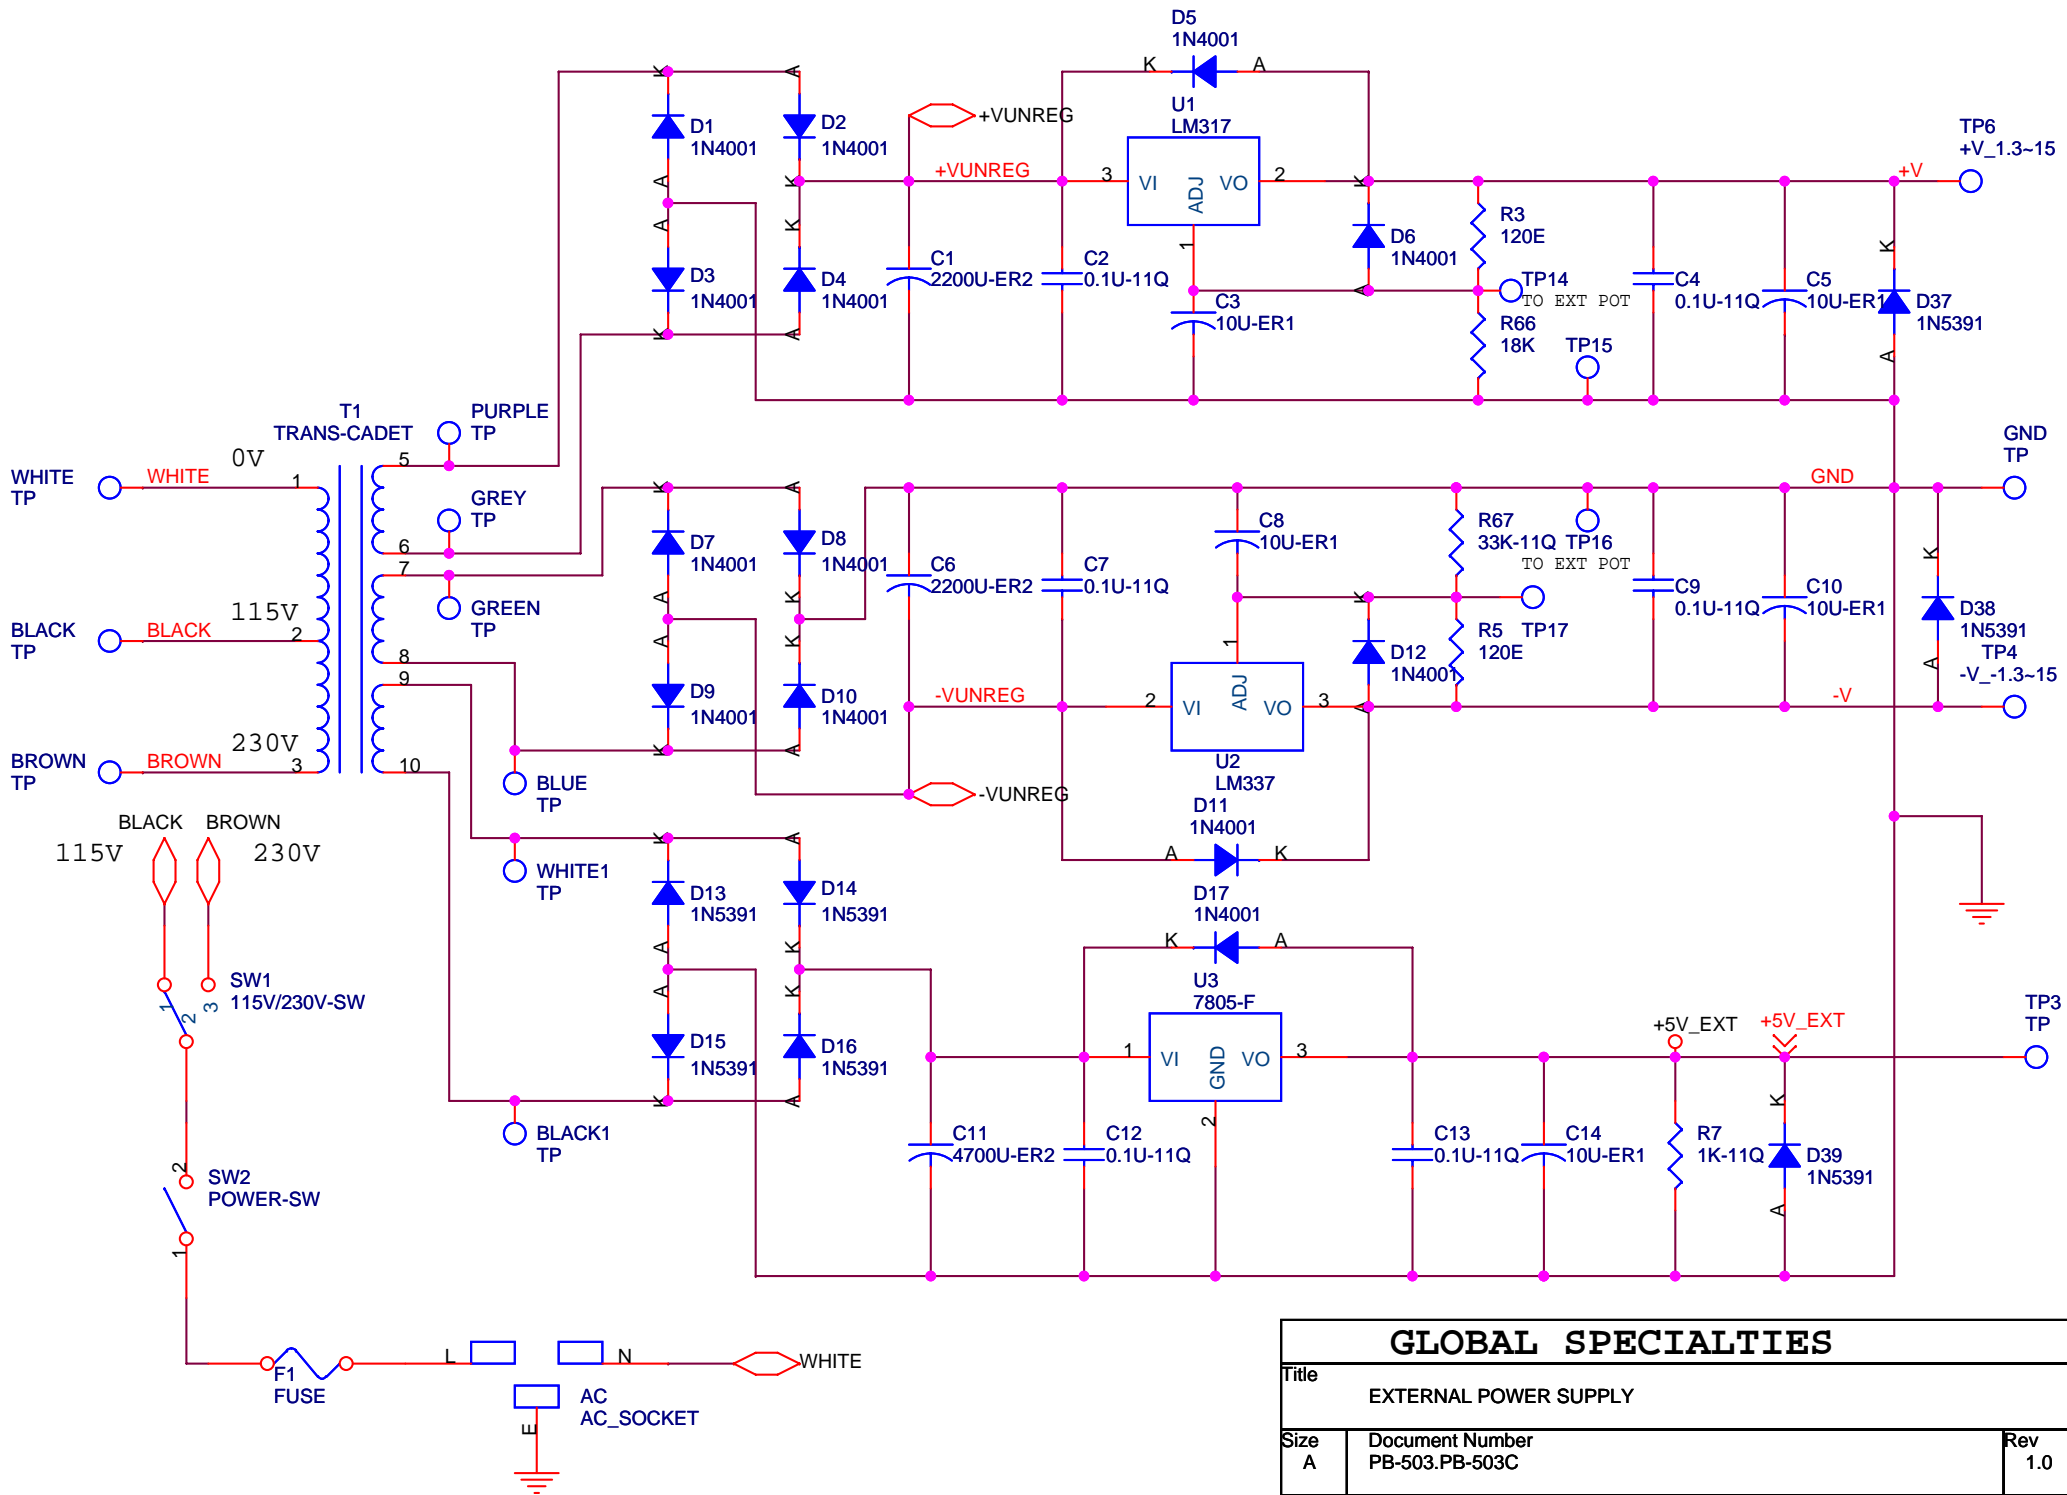 D5
1N4001
K
A
U1
LM317
+VUNREG
+VUNREG
3
VI
ADJ
VO
2
1
K
A
D1
1N4001
D2
1N4001
A
K
A
K
D3
1N4001
D4
1N4001
K
A
C1
2200U-ER2
C2
0.1U-11Q
C3
10U-ER1
K
D6
1N4001
A
R3
120E
TP14
TO EXT POT
R66
18K
TP15
C4
0.1U-11Q
C5
10U-ER1
K
D37
1N5391
A
+V
TP6
+V_1.3~15
T1
TRANS-CADET
PURPLE
TP
GREY
TP
GREEN
TP
0V
WHITE
TP
WHITE
1
115V
BLACK
TP
BLACK
2
230V
BROWN
TP
BROWN
3
5
6
7
8
9
10
BLUE
TP
K
A
D7
1N4001
D8
1N4001
A
K
A
K
D9
1N4001
D10
1N4001
K
A
C6
2200U-ER2
C7
0.1U-11Q
C8
10U-ER1
R67
33K-11Q
TP16
TO EXT POT
R5
120E
TP17
K
D12
1N4001
A
-VUNREG
2
VI
ADJ
VO
3
1
U2
LM337
-VUNREG
D11
1N4001
A
K
C9
0.1U-11Q
C10
10U-ER1
GND
GND
TP
K
D38
1N5391
A
TP4
-V_-1.3~15
-V
BLACK
BROWN
115V
230V
SW1
115V/230V-SW
1
2
3
WHITE1
TP
K
A
D13
1N5391
D14
1N5391
A
K
A
K
D15
1N5391
D16
1N5391
K
A
BLACK1
TP
D17
1N4001
K
A
U3
7805-F
1
VI
GND
VO
3
2
C11
4700U-ER2
C12
0.1U-11Q
C13
0.1U-11Q
C14
10U-ER1
+5V_EXT
+5V_EXT
R7
1K-11Q
K
D39
1N5391
A
TP3
TP
2
SW2
POWER-SW
1
F1
FUSE
L
N
WHITE
AC
AC_SOCKET
E
GLOBAL SPECIALTIES
Title
EXTERNAL POWER SUPPLY
Size
A
Document Number
PB-503.PB-503C
Rev
1.0